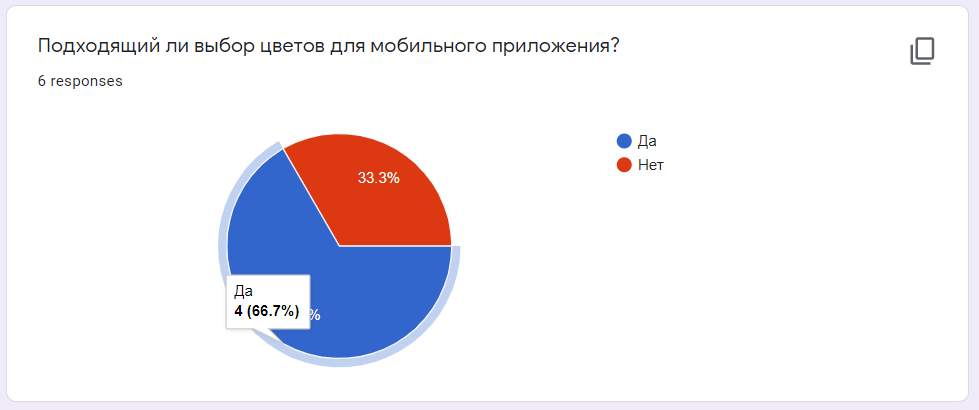 Подходящий ли выбор цветов для мобильного приложения?
6 responses
Да
Нет
33.3%
Да
4 (66.7%)
%